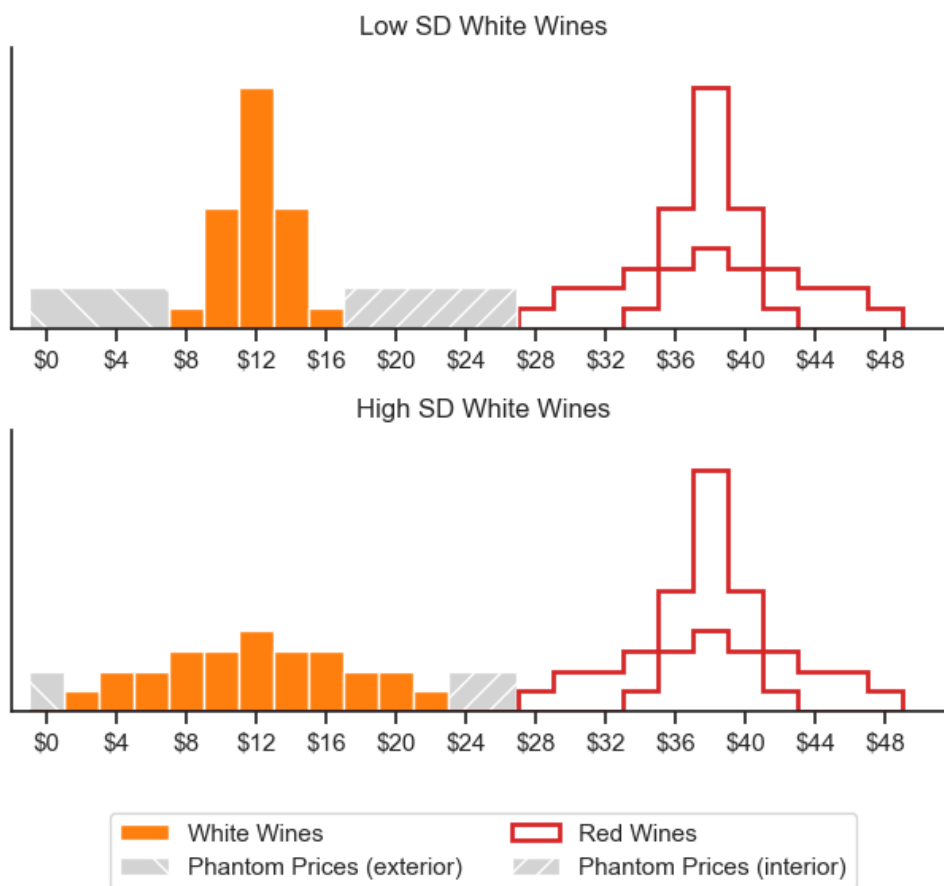 Low SD White Wines
$0 $4 $8 $12 $16 $20 $24 $28 $32 $36 $40 $44 $48
High SD White Wines
$0 $4 $8 $12 $16 $20 $24 $28 $32 $36 $40 $44 $48
White Wines Red Wines
Phantom Prices (exterior) Phantom Prices (interior)